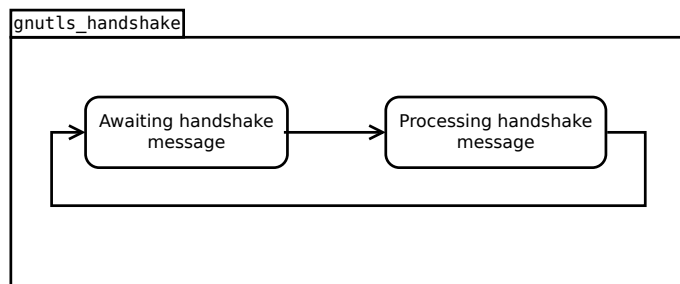 gnutls_handshake
Awaiting handshake
message
Processing handshake
message